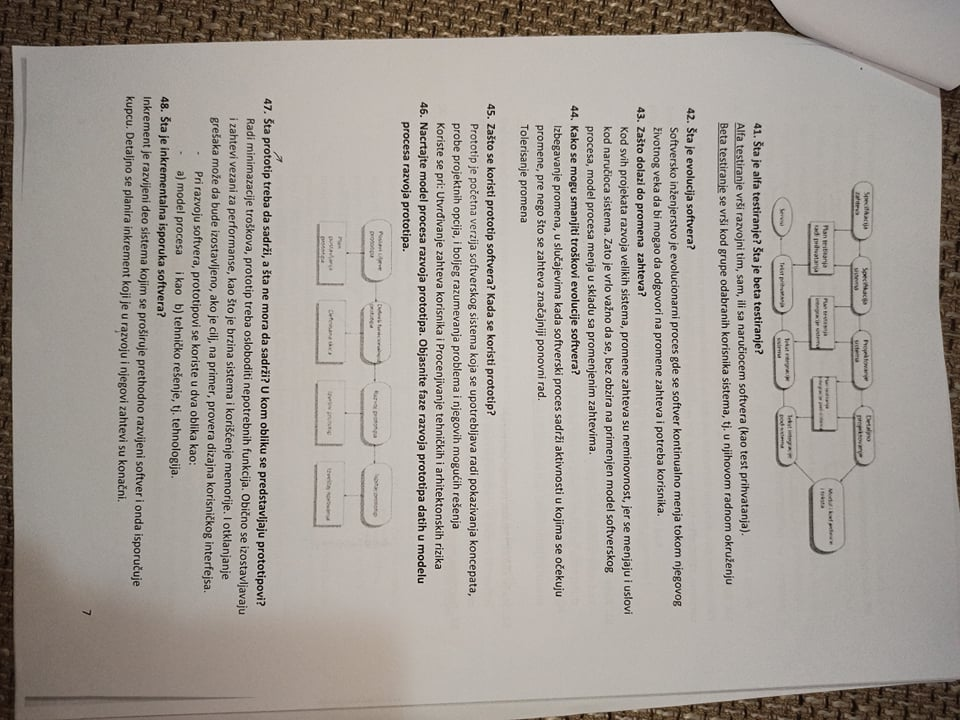 Specifikacija zahteva
Specifikacija sistema
Projektovanje sistema
Detaljno projektovanje
Plan testiranja radi prihvatanja
Plan testiranja integracije sistema
Plan testiranja
Modul i kod jedinice i testova
Servis
Test prihvatanja
Test integracije sistema
Test integracije pod-sistema
41. Šta je alfa testiranje? Šta je beta testiranje?
Alfa testiranje vrši razvojni tim, sam, ili sa naručiocem softvera (kao test prihvatanja).
Beta testiranje se vrši kod grupe odabranih korisnika sistema, tj. u njihovom radnom okruženju
42. Šta je evolucija softvera?
Softversko inženjerstvo je evolucionarni proces gde se softver kontinualno menja tokom njegovog
životnog veka da bi mogao da odgovori na promene zahteva i potreba korisnika.
43. Zašto dolazi do promena zahteva?
Kod svih projekata razvoja velikih sistema, promene zahteva su neminovnost, jer se menjaju i uslovi
kod naručioca sistema. Zato je vrlo važno da se, bez obzira na primenjen model softverskog
procesa, model procesa menja u skladu sa promenjenim zahtevima.
44. Kako se mogu smanjiti troškovi evolucije softvera?
Izbegavanje promena, u slučajevima kada softverski proces sadrži aktivnosti u kojima se očekuju
promene, pre nego što se zahteva značajniji ponovni rad.
Tolerisanje promena
45. Zašto se koristi prototip softvera? Kada se koristi prototip?
Prototip je početna verzija softverskog sistema koja se upotrebljava radi pokazivanja koncepata,
probe projektnih opcija, i boljeg razumevanja problema i njegovih mogućih rešenja
Koriste se pri: Utvrđivanje zahteva korisnika i Procenjivanje tehničkih i arhitektonskih rizika
46. Nacrtajte model procesa razvoja prototipa. Objasnite faze razvoja prototipa datih u modelu
procesa razvoja prototipa.
Postavi ciljeve prototipa
Razvoj prototipa
Plan postavljanja prototipa
47. Šta prototip treba da sadrži, a šta ne mora da sadrži? U kom obliku se predstavljaju prototipovi?
Radi minimazacije troškova, prototip treba osloboditi nepotrebnih funkcija. Obično se izostavljavaju
i zahtevi vezani za performanse, kao što je brzina sistema i korišćenje memorije. I otklanjanje
grešaka može da bude izostavljeno, ako je cilj, na primer, provera dizajna korisničkog interfejsa.
- Pri razvoju softvera, prototipovi se koriste u dva oblika kao:
- a) model procesa i kao b) tehničko rešenje, tj. tehnologija.
48. Šta je inkrementalna isporuka softvera?
Inkrement je razvijeni deo sistema kojim se proširuje prethodno razvijeni softver i onda isporučuje
kupcu. Detaljno se planira inkrement koji je u razvoju i njegovi zahtevi su konačni.
7